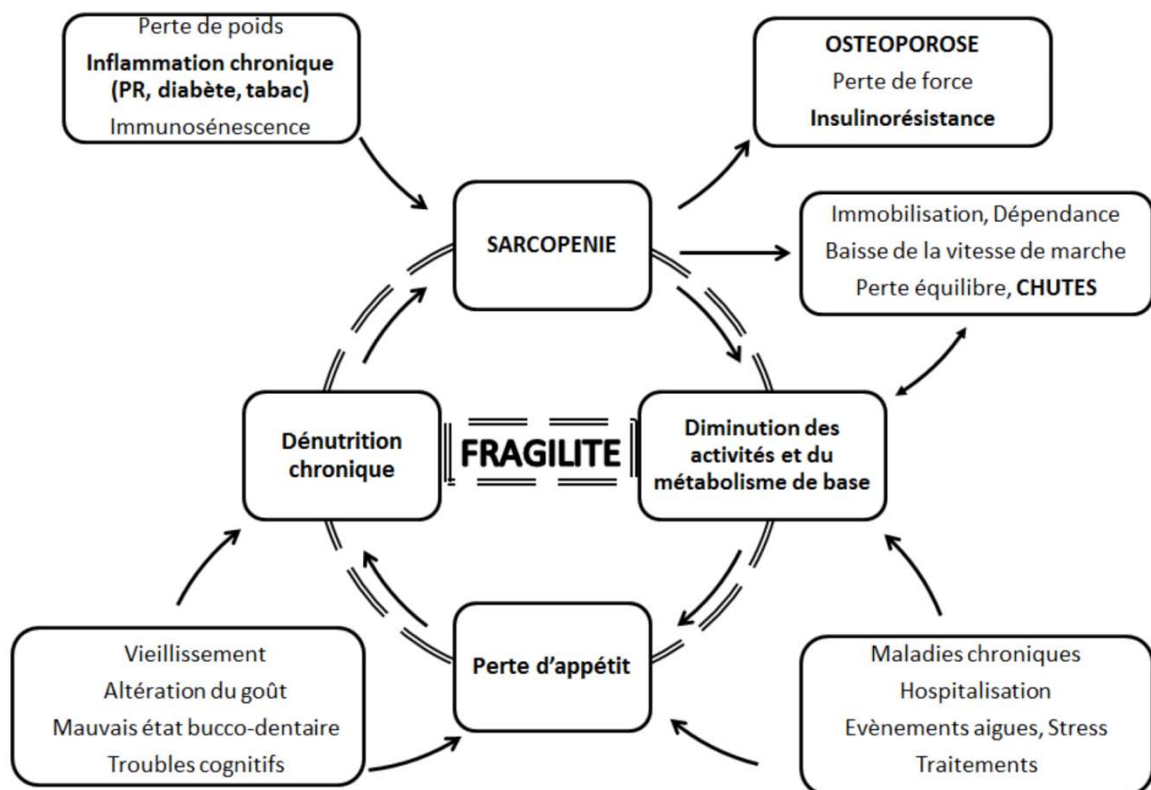 Perte de poids
Inflammation chronique
(PR, diabète, tabac)
Immunosénescence
OSTEOPOROSE
Perte de force
Insulinorésistance
SARCOPENIE
Immobilisation, Dépendance
Baisse de la vitesse de marche
Perte équilibre, CHUTES
Dénutrition
chronique
FRAGILITE
Diminution des
activités et du
métabolisme de base
Vieillissement
Altération du goût
Mauvais état bucco-dentaire
Troubles cognitifs
Perte d’appétit
Maladies chroniques
Hospitalisation
Evènements aigues, Stress
Traitements